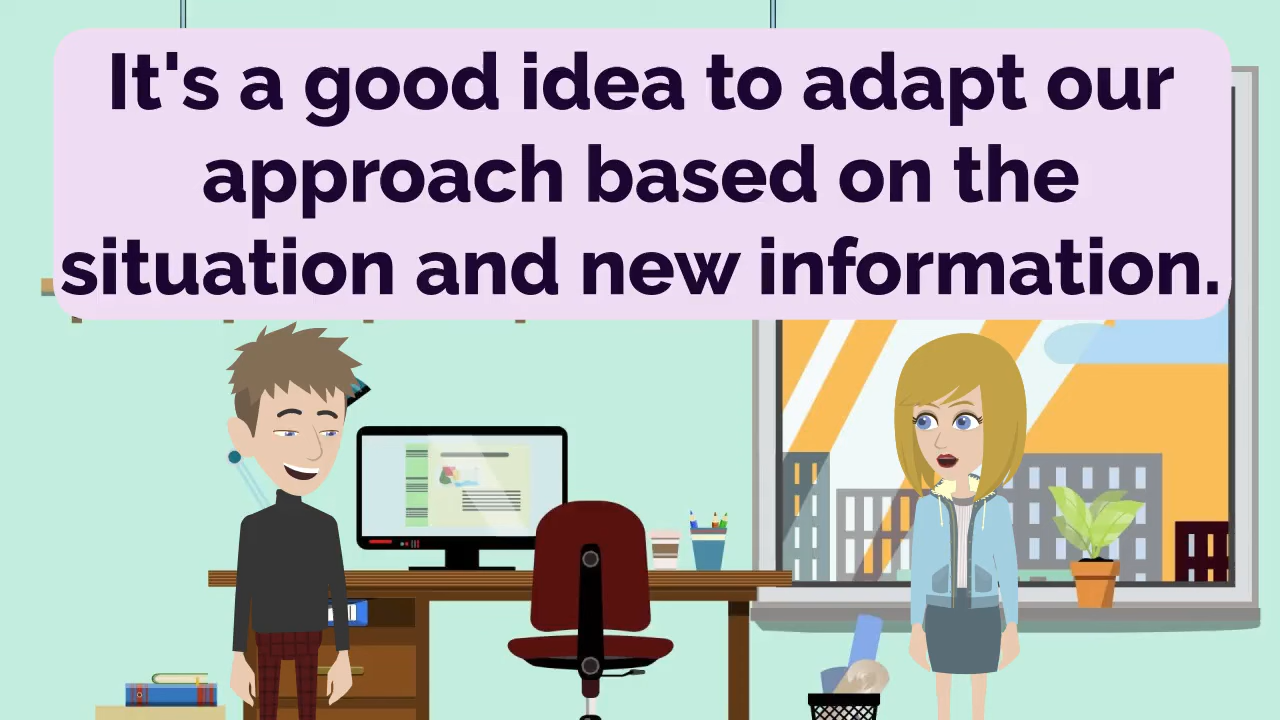 It's a good idea to adapt our
approach based on the
situation and new information.